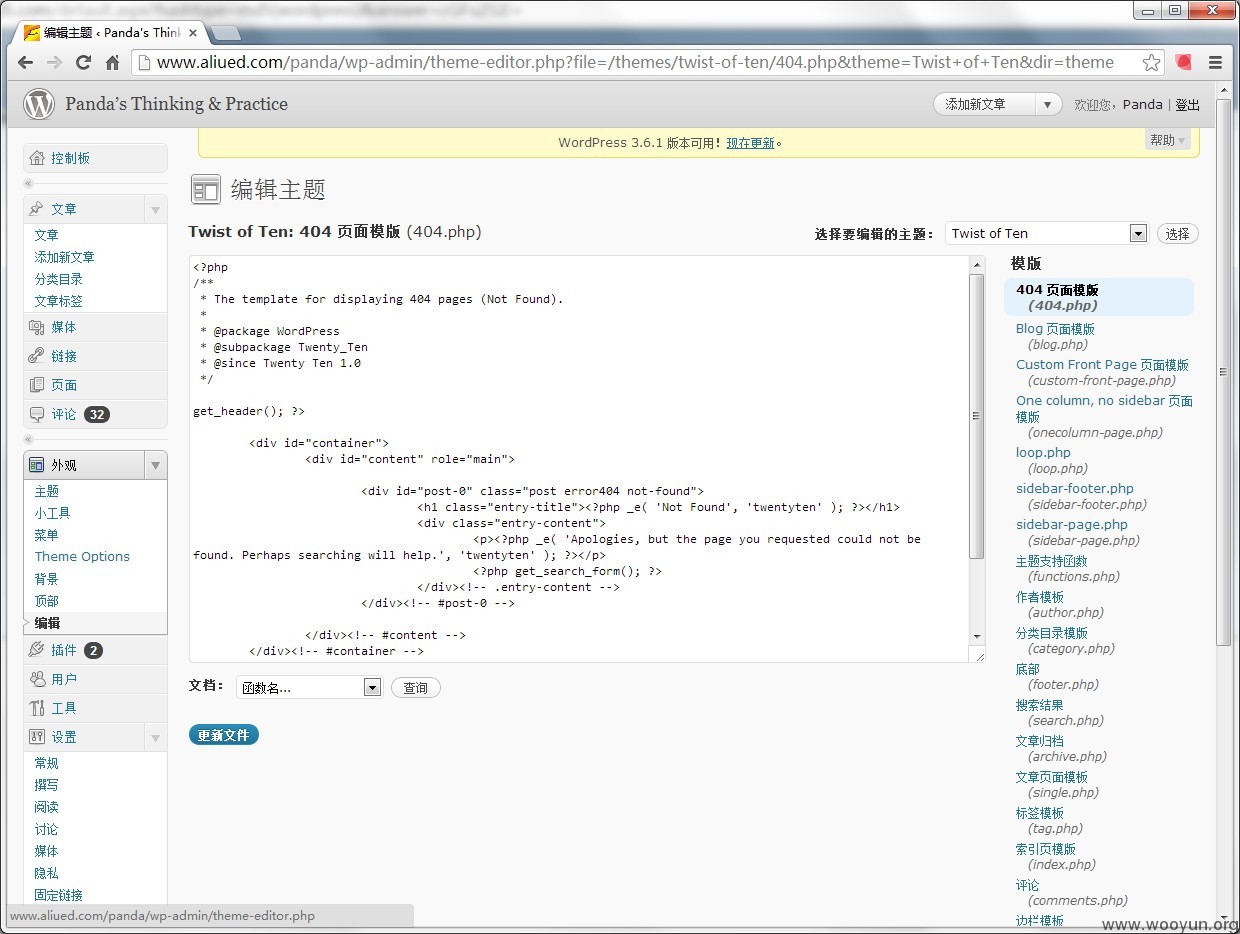 编辑主题 ‹ Panda's Think
www.aliued.com/panda/wp-admin/theme-editor.php?file=/themes/twist-of-ten/404.php&theme=Twist+of+Ten&dir=theme
Panda's Thinking & Practice
添加新文章
欢迎您，Panda | 登出
WordPress 3.6.1 版本可用！现在更新。
帮助
控制板
文章
文章
添加新文章
分类目录
文章标签
媒体
链接
页面
评论 32
外观
主题
小工具
菜单
Theme Options
背景
顶部
编辑
插件 2
用户
工具
设置
常规
撰写
阅读
讨论
媒体
隐私
固定链接
编辑主题
Twist of Ten: 404 页面模版 (404.php)
选择要编辑的主题：
Twist of Ten
选择
<?php
/**
 * The template for displaying 404 pages (Not Found).
 *
 * @package WordPress
 * @subpackage Twenty_Ten
 * @since Twenty Ten 1.0
 */
get_header(); ?>
<div id="container">
<div id="content" role="main">
<div id="post-0" class="post error404 not-found">
<h1 class="entry-title"><?php _e( 'Not Found', 'twentyten' ); ?></h1>
<div class="entry-content">
<p><?php _e( 'Apologies, but the page you requested could not be
found. Perhaps searching will help.', 'twentyten' ); ?></p>
<?php get_search_form(); ?>
</div><!-- .entry-content -->
</div><!-- #post-0 -->
</div><!-- #content -->
</div><!-- #container -->
文档：
函数名...
查询
更新文件
模版
404 页面模版
(404.php)
Blog 页面模版
(blog.php)
Custom Front Page 页面模版
(custom-front-page.php)
One column, no sidebar 页面
模版
(onecolumn-page.php)
loop.php
(loop.php)
sidebar-footer.php
(sidebar-footer.php)
sidebar-page.php
(sidebar-page.php)
主题支持函数
(functions.php)
作者模板
(author.php)
分类目录模版
(category.php)
底部
(footer.php)
搜索结果
(search.php)
文章归档
(archive.php)
文章页面模板
(single.php)
标签模板
(tag.php)
索引页模版
(index.php)
评论
(comments.php)
边栏模板
www.aliued.com/panda/wp-admin/theme-editor.php
www.wooyun.org